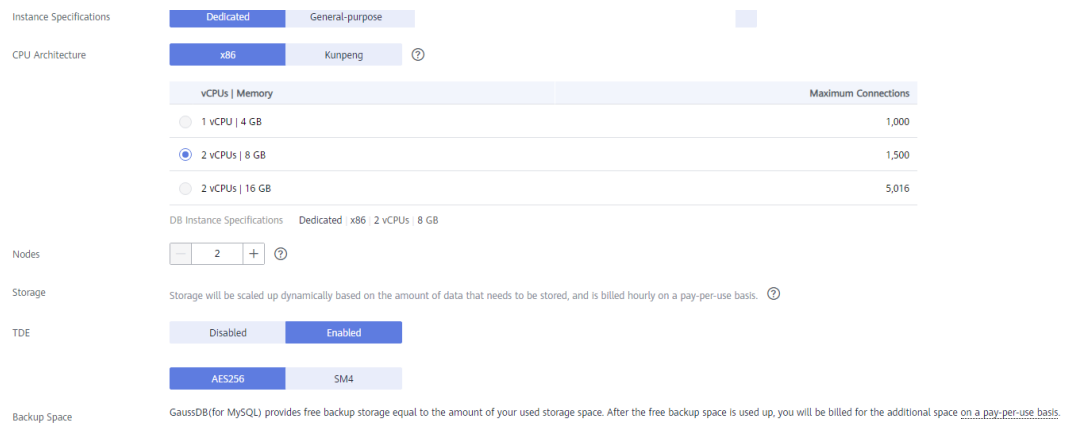 Instance Specifications Dedicated General-purpose
CPU Architecture x86 Kunpeng
vCPUs | Memory Maximum Connections
1 vCPU | 4 GB 1,000
2 vCPUs | 8 GB 1,500
2 vCPUs | 16 GB 5,016
DB Instance Specifications Dedicated | x86 | 2 vCPUs | 8 GB
Nodes 2
Storage Storage will be scaled up dynamically based on the amount of data that needs to be stored, and is billed hourly on a pay-per-use basis.
TDE Disabled Enabled
AES256 SM4
Backup Space GaussDB(for MySQL) provides free backup storage equal to the amount of your used storage space. After the free backup space is used up, you will be billed for the additional space on a pay-per-use basis.